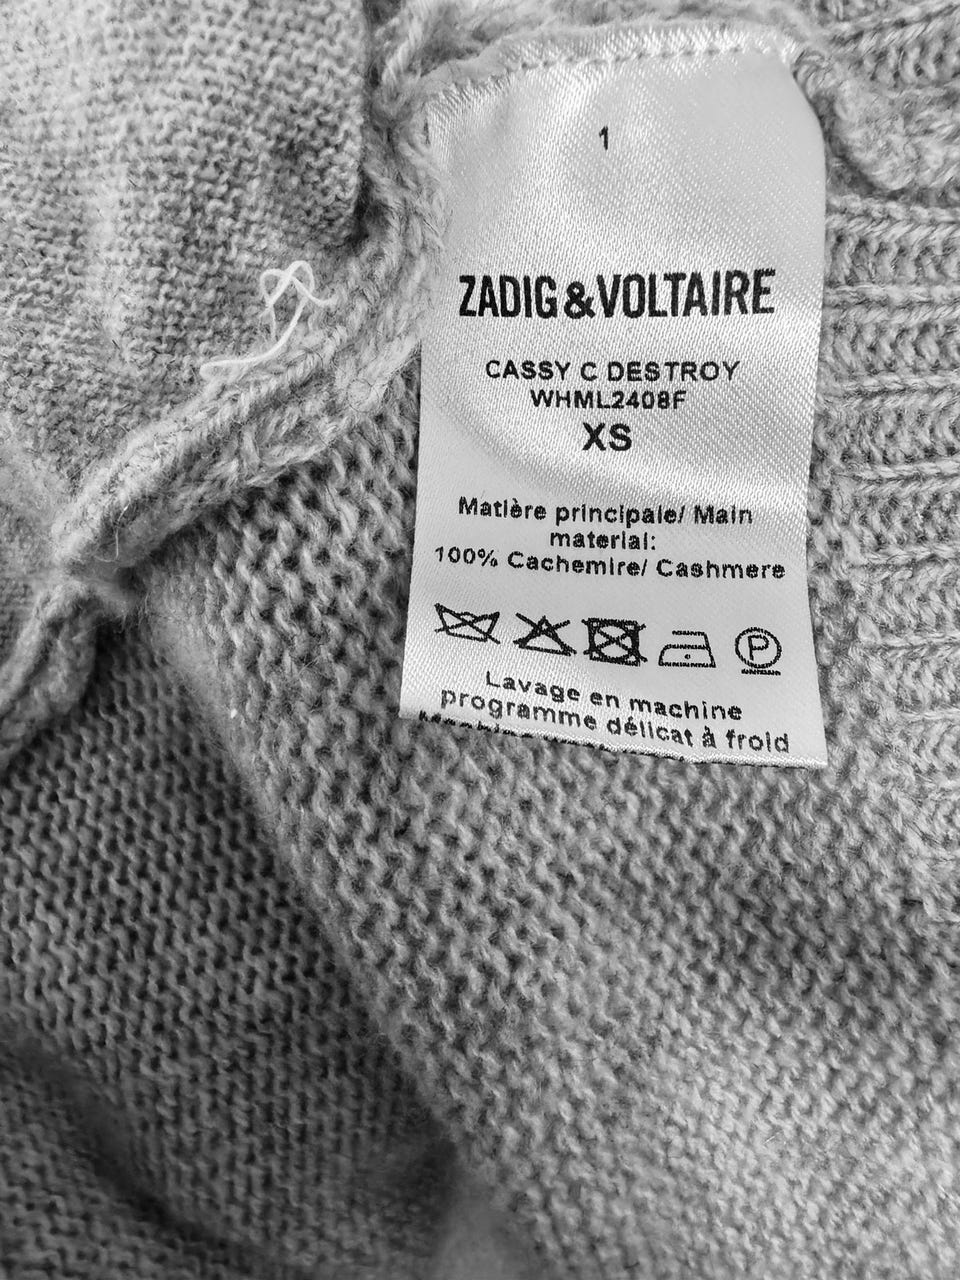 1
ZADIG&VOLTAIRE
CASSY C DESTROY
WHML2408F
XS
Matière principale/ Main
material:
100% Cachemire/ Cashmere
P
Lavage en machine
programme délicat à froid